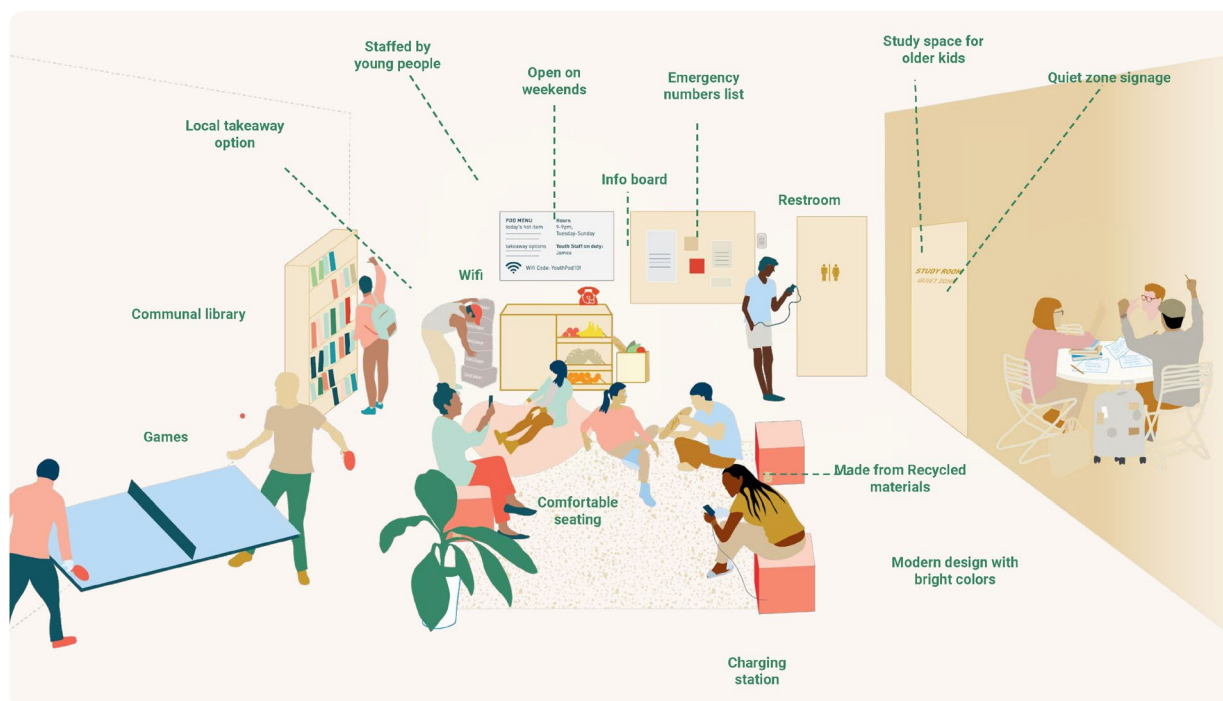 Staffed by
young people
Open on
weekends
Emergency
numbers list
Study space for
older kids
Quiet zone signage
Local takeaway
option
Info board
Restroom
Wifi
Communal library
Games
Comfortable
seating
Made from Recycled
materials
Modern design with
bright colors
Charging
station
FOD MENU
today's hot item
takeaway options
Hours
9-9pm,
Tuesday-Sunday
Youth Staff on duty:
James
Wifi Code: YouthPod101
STUDY ROOM
QUIET ZONE